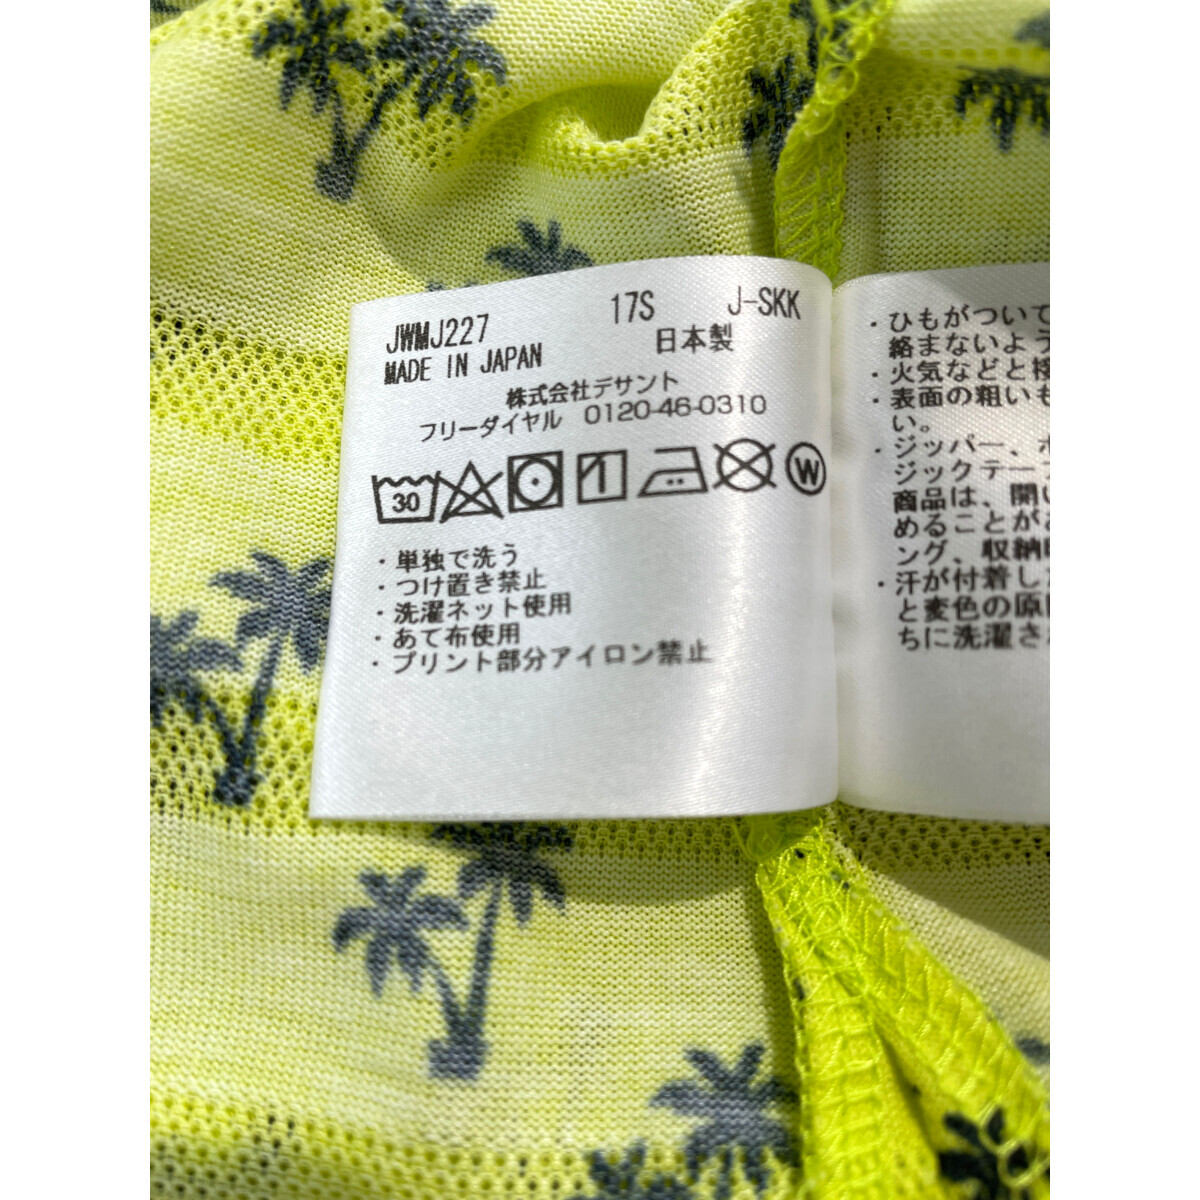 JWMJ227 17S J-SKK
MADE IN JAPAN 日本製
株式会社デサント
フリーダイヤル 0120-46-0310
30 W
・単独で洗う
・つけ置き禁止
・洗濯ネット使用
・あて布使用
・プリント部分アイロン禁止
・ひもがついて
絡まないよう
・火気などと接
・表面の粗いも
い。
・ジッパー、ボ
ジックテープ
商品は、開い
めることがあ
ング、収納
・汗が付着した
と変色の原因
ちに洗濯さ